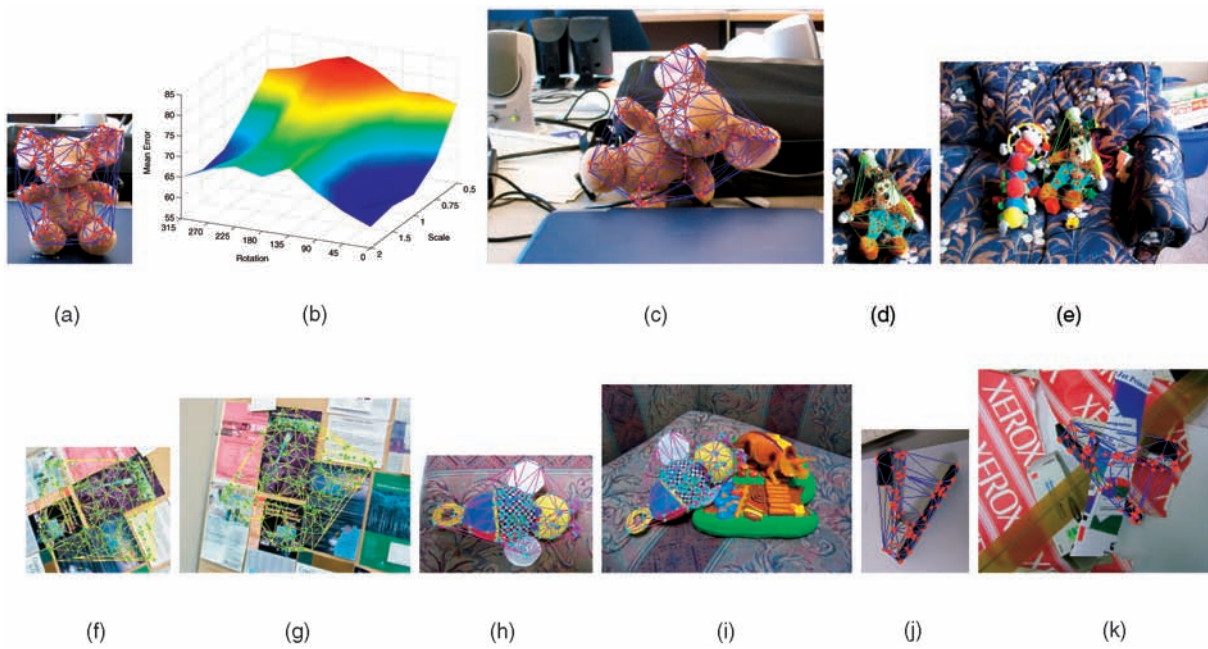 85
80
75
70
65
60
55
Mean Error
315
270
225
180
135
90
45
0
Rotation
2
1.5
1
0.75
0.5
Scale
(a)
(b)
(c)
(d)
(e)
XEROX
XEROX
(f)
(g)
(h)
(i)
(j)
(k)